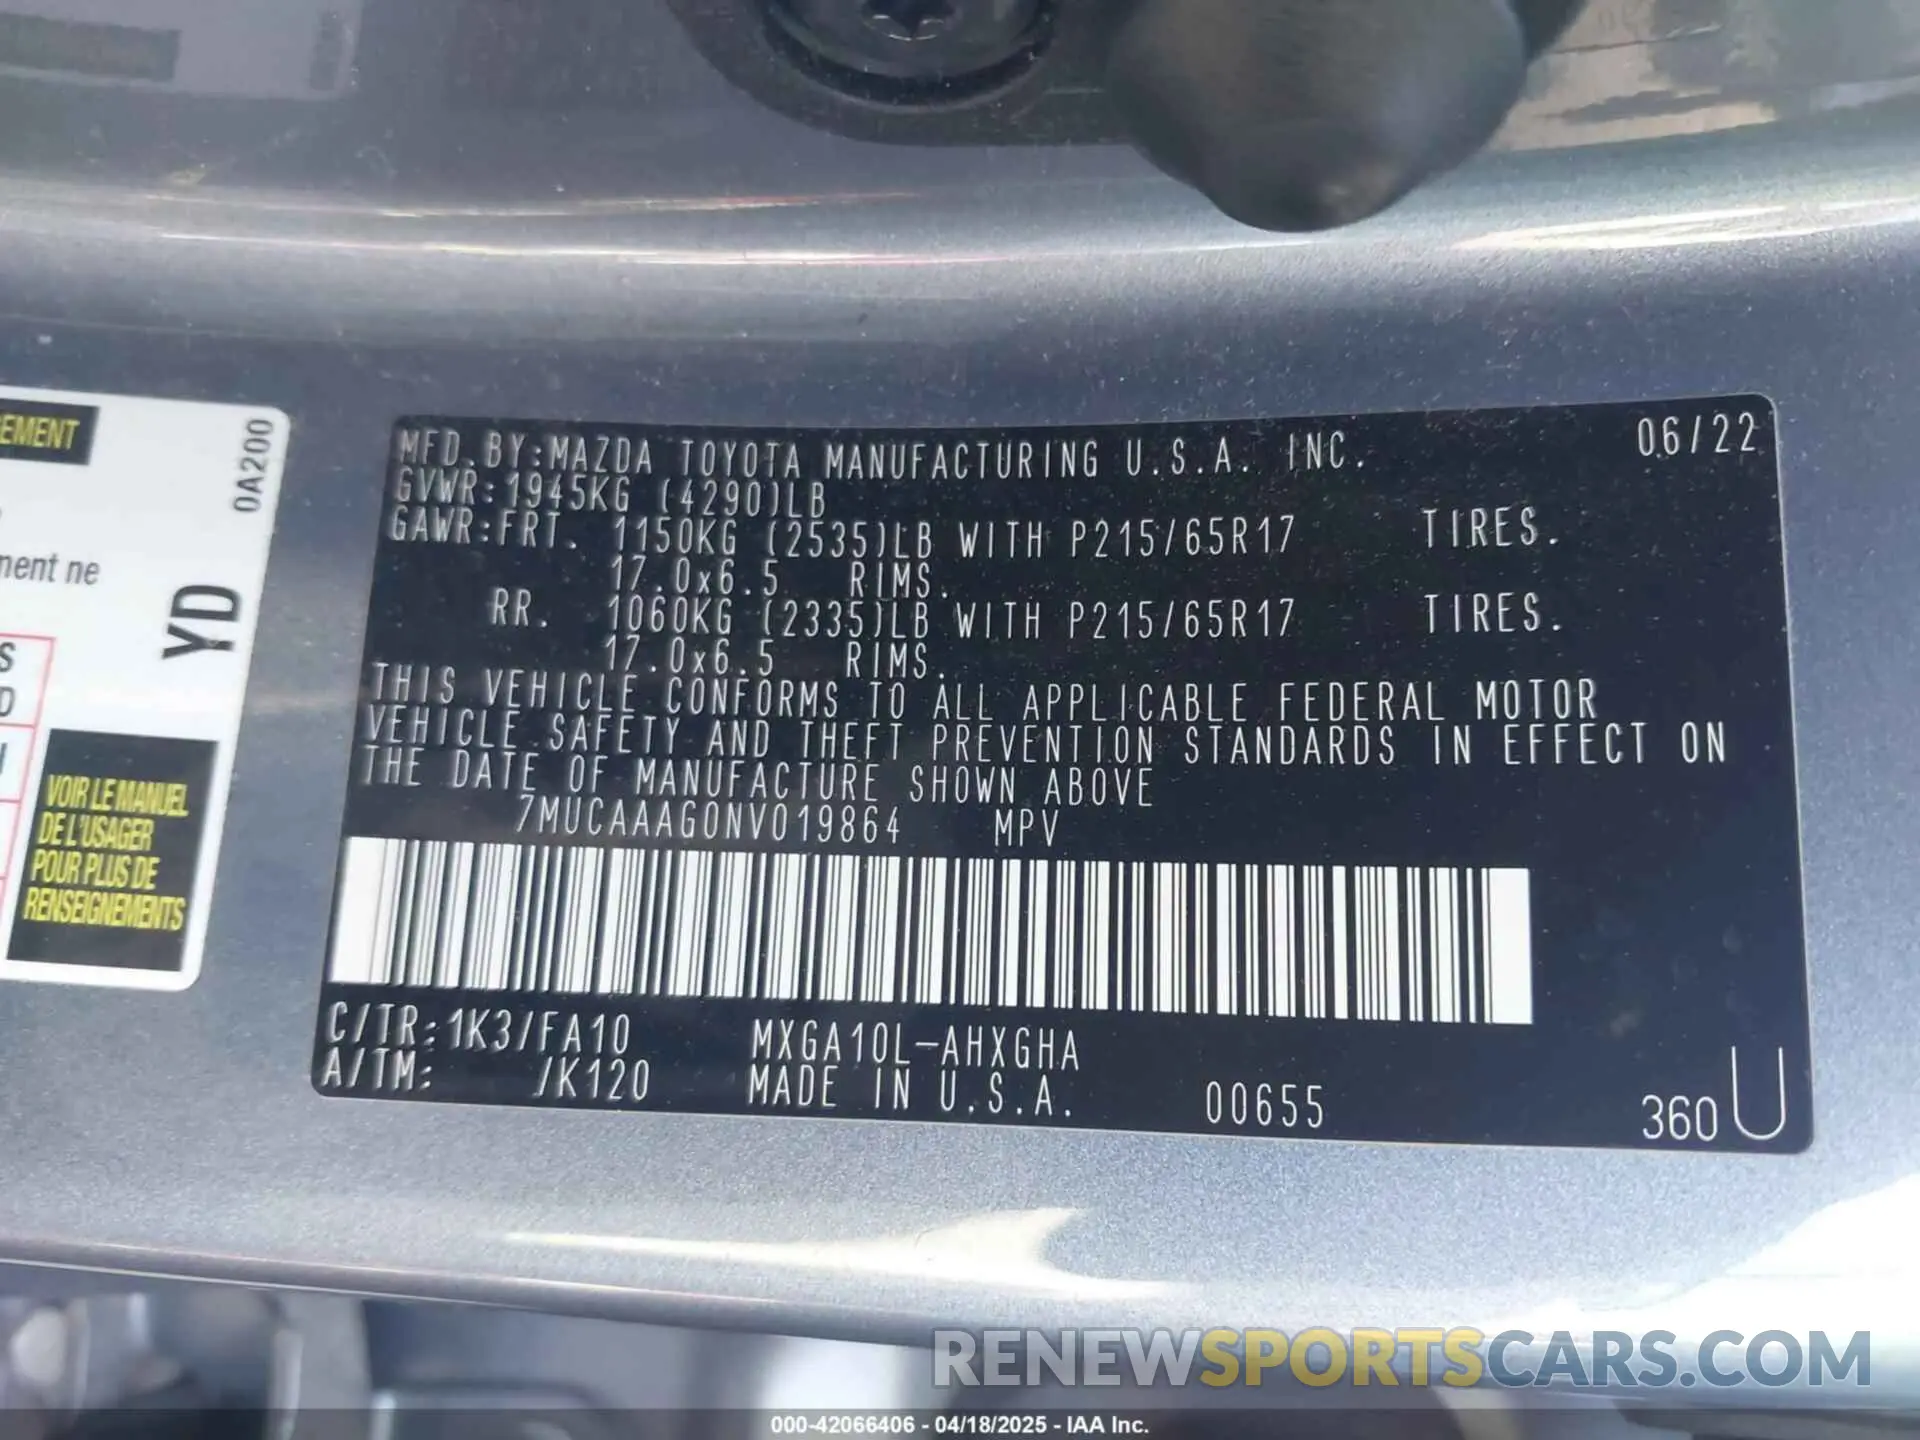 EMENT
0A200
ment ne
YD
S
D
VOIR LE MANUEL
DE L'USAGER
POUR PLUS DE
RENSEIGNEMENTS
MFD. BY:MAZDA TOYOTA MANUFACTURING U.S.A. INC. 06/22
GVWR:1945KG (4290)LB
GAWR:FRT. 1150KG (2535)LB WITH P215/65R17 TIRES.
17.0x6.5 RIMS.
RR. 1060KG (2335)LB WITH P215/65R17 TIRES.
17.0x6.5 RIMS.
THIS VEHICLE CONFORMS TO ALL APPLICABLE FEDERAL MOTOR
VEHICLE SAFETY AND THEFT PREVENTION STANDARDS IN EFFECT ON
THE DATE OF MANUFACTURE SHOWN ABOVE
7MUCAAAG0NV019864 MPV
C/TR:1K3/FA10 MXGA10L-AHXGHA
A/TM: /K120 MADE IN U.S.A. 00655 360 U
RENEWSPORTSCARS.COM
000-42066406 - 04/18/2025 - IAA Inc.